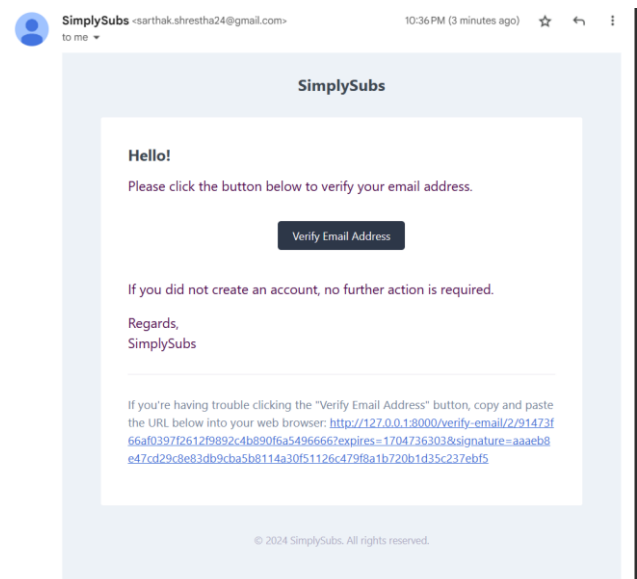 SimplySubs <sarthak.shrestha24@gmail.com> 10:36 PM (3 minutes ago)
to me
SimplySubs
Hello!
Please click the button below to verify your email address.
Verify Email Address
If you did not create an account, no further action is required.
Regards,
SimplySubs
If you're having trouble clicking the "Verify Email Address" button, copy and paste
the URL below into your web browser: http://127.0.0.1:8000/verify-email/2/91473f
66af0397f2612f9892c4b890f6a5496666?expires=1704736303&signature=aaaeb8
e47cd29c8e83db9cba5b8114a30f51126c479f8a1b720b1d35c237ebf5
© 2024 SimplySubs. All rights reserved.